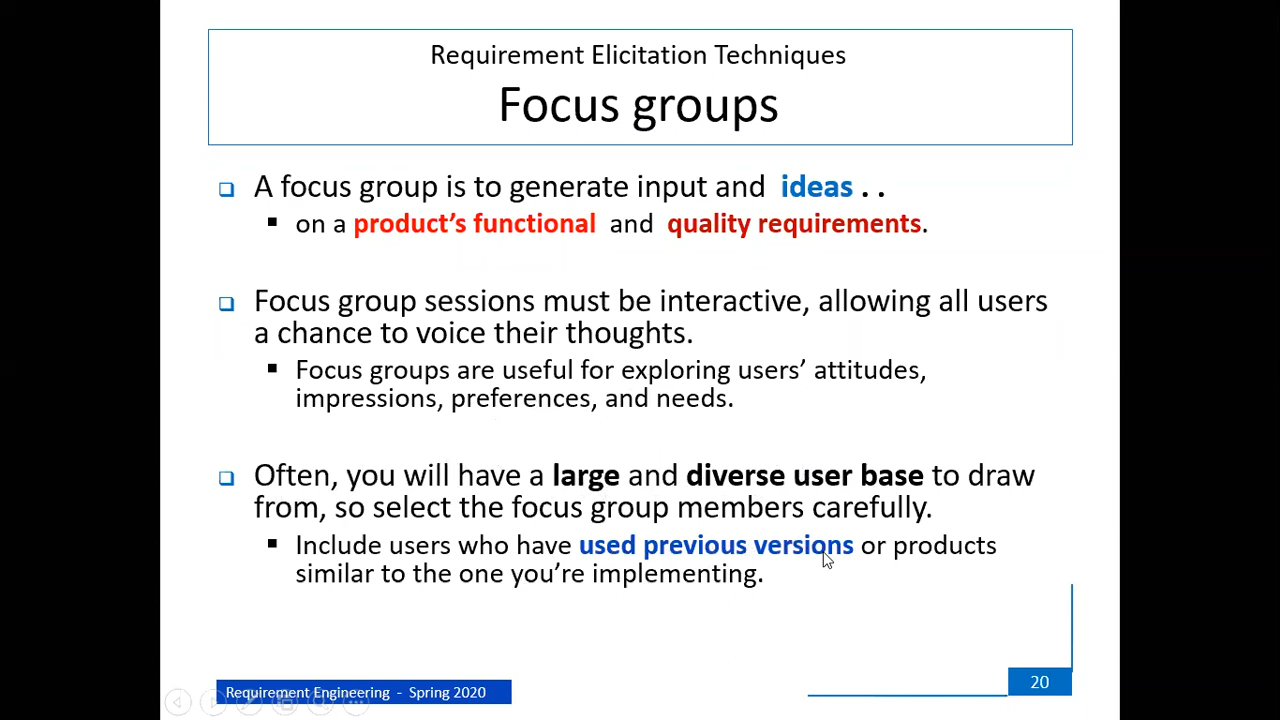 Requirement Elicitation Techniques
Focus groups
A focus group is to generate input and ideas . .
on a product’s functional and quality requirements.
Focus group sessions must be interactive, allowing all users
a chance to voice their thoughts.
Focus groups are useful for exploring users’ attitudes,
impressions, preferences, and needs.
Often, you will have a large and diverse user base to draw
from, so select the focus group members carefully.
Include users who have used previous versions or products
similar to the one you’re implementing.
Requirement Engineering - Spring 2020
20